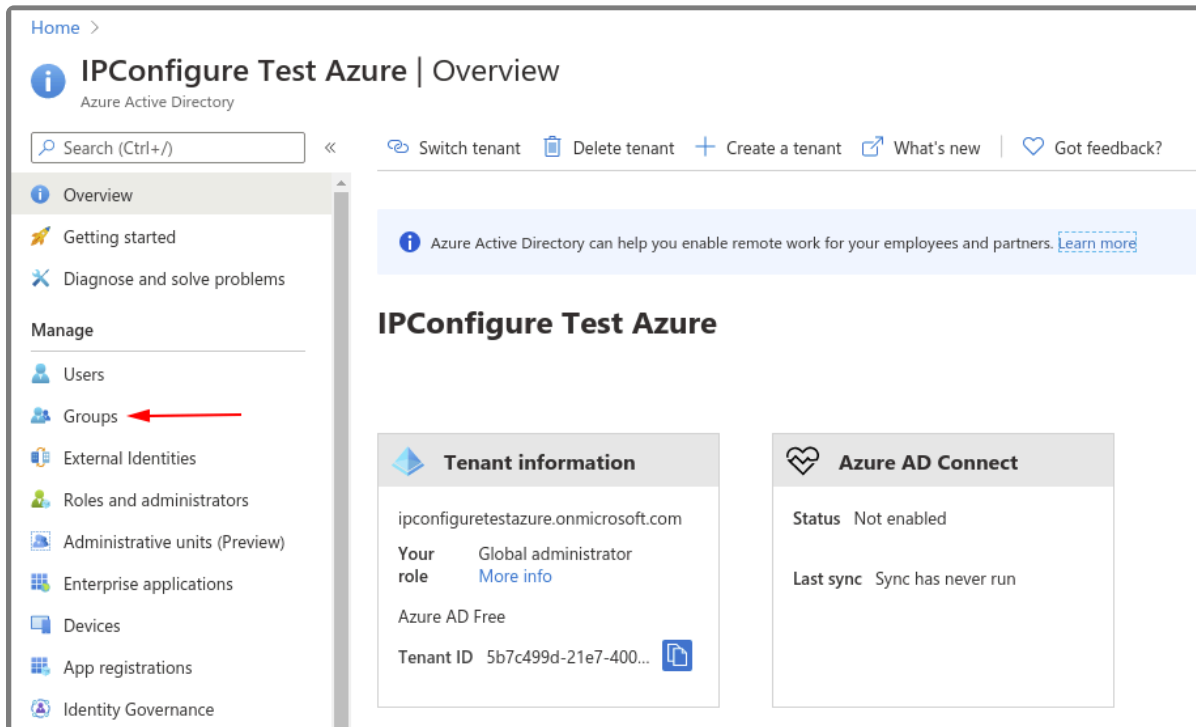 Home >
IPConfigure Test Azure | Overview
Azure Active Directory
Search (Ctrl+/)
«
Switch tenant
Delete tenant
Create a tenant
What's new
Got feedback?
Overview
Getting started
Diagnose and solve problems
Manage
Users
Groups
External Identities
Roles and administrators
Administrative units (Preview)
Enterprise applications
Devices
App registrations
Identity Governance
Azure Active Directory can help you enable remote work for your employees and partners. Learn more
IPConfigure Test Azure
Tenant information
ipconfiguretestazure.onmicrosoft.com
Your role Global administrator
More info
Azure AD Free
Tenant ID 5b7c499d-21e7-400...
Azure AD Connect
Status Not enabled
Last sync Sync has never run